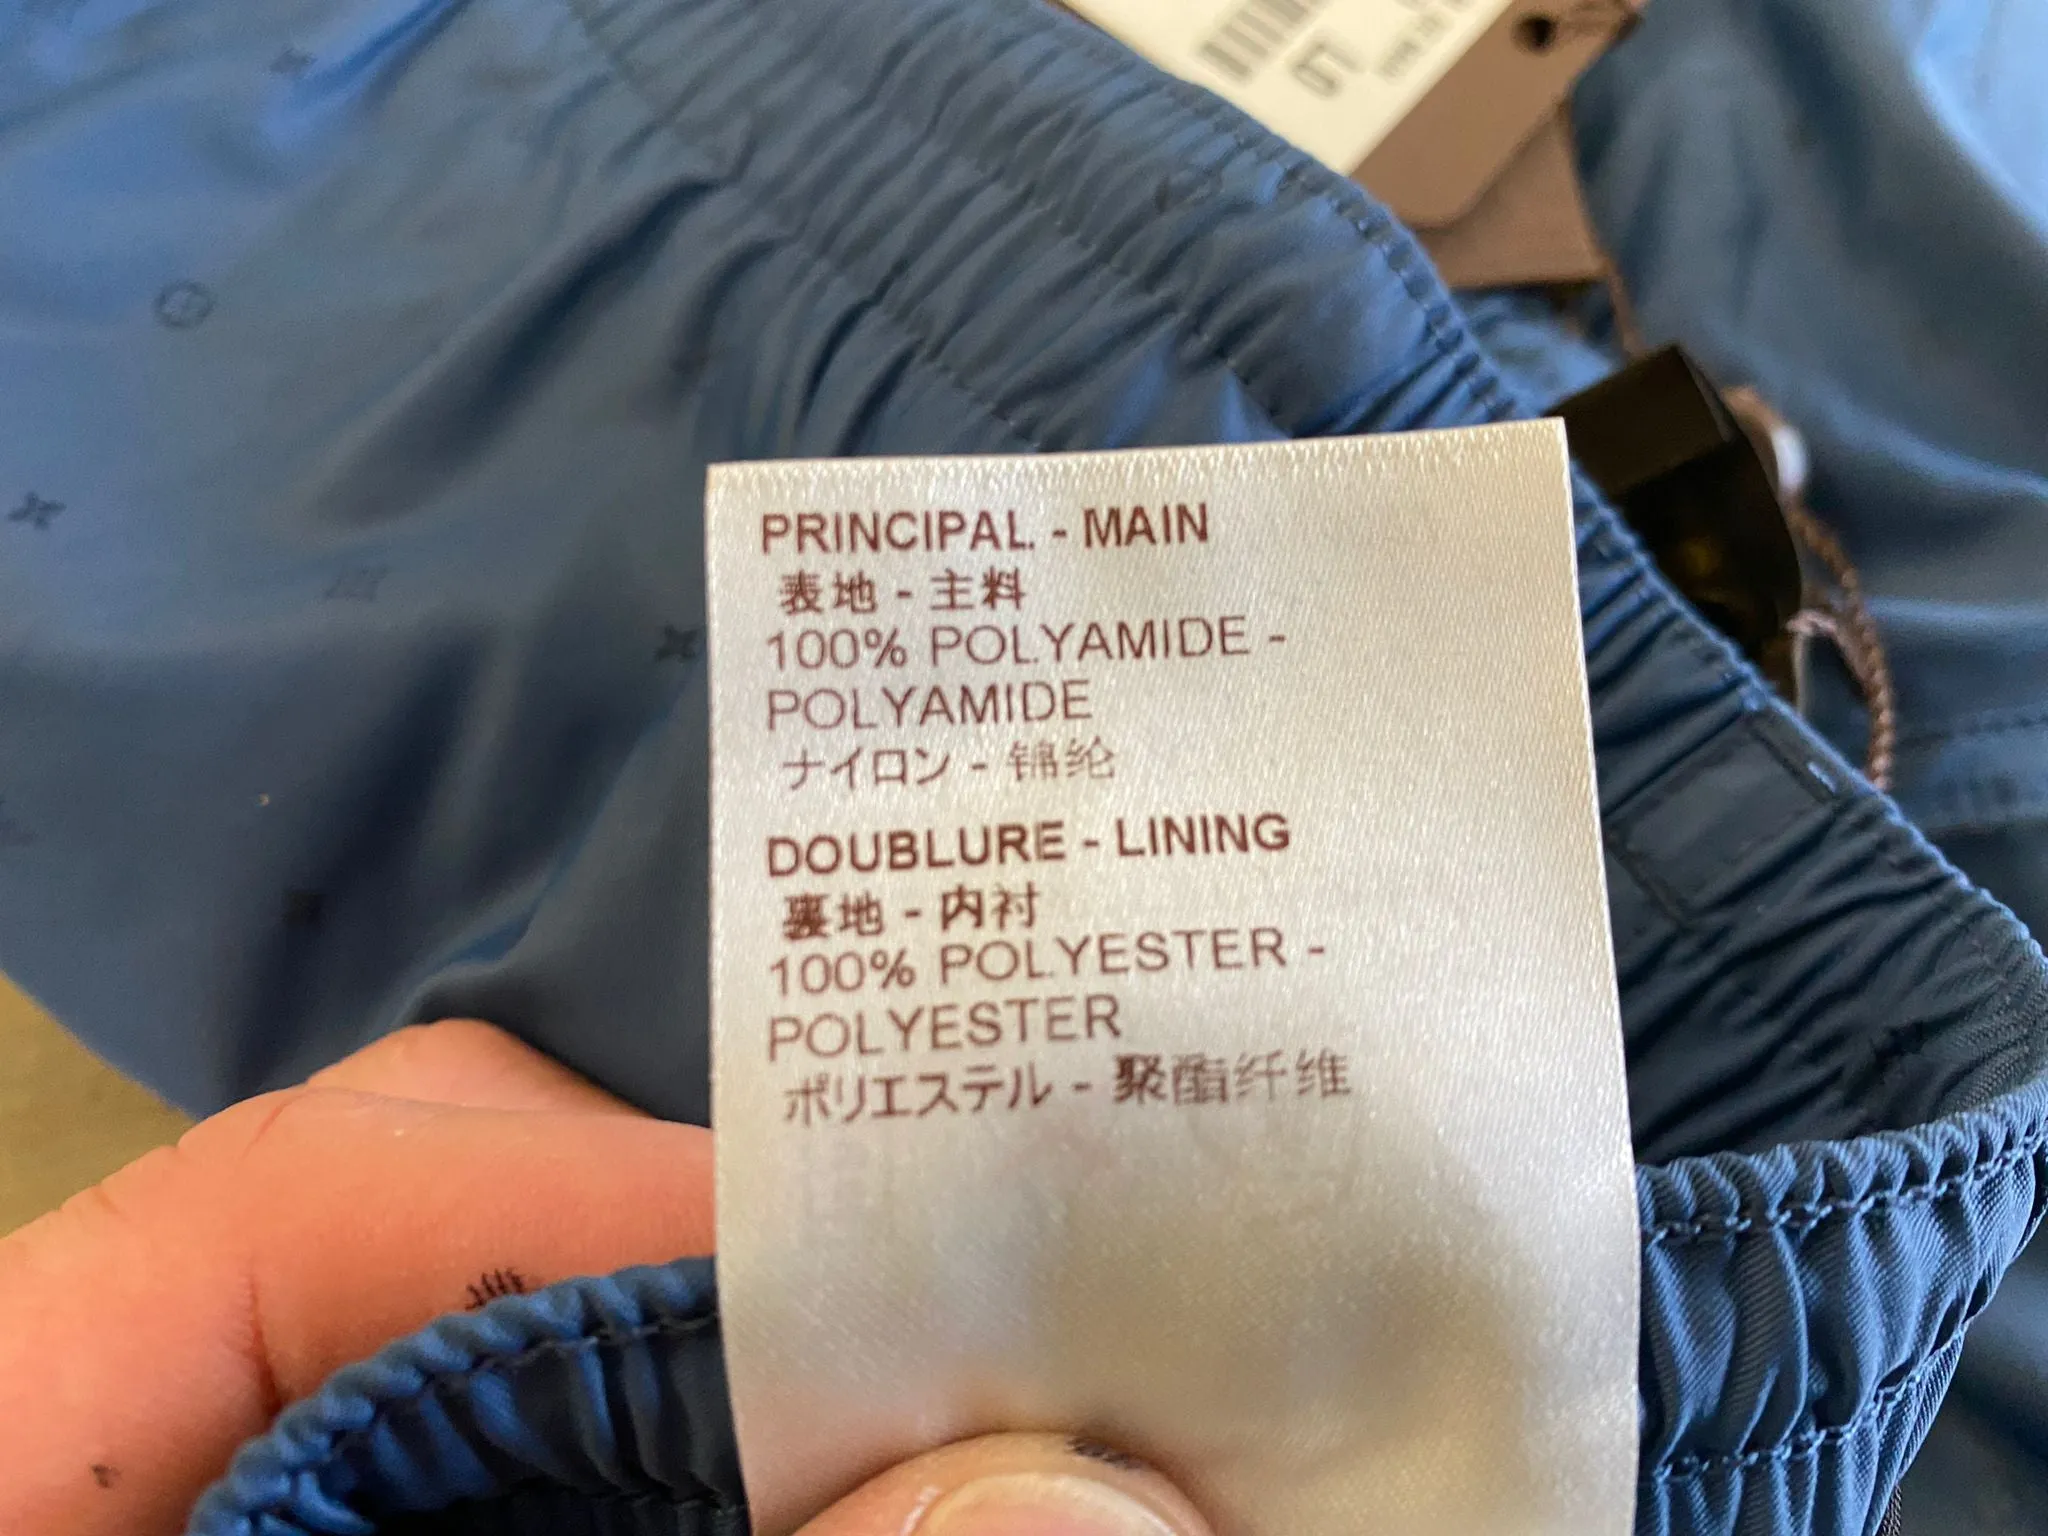 PRINCIPAL - MAIN
表地 - 主料
100% POLYAMIDE -
POLYAMIDE
ナイロン - 锦纶
DOUBLURE - LINING
裏地 - 内衬
100% POLYESTER -
POLYESTER
ポリエステル - 聚酯纤维